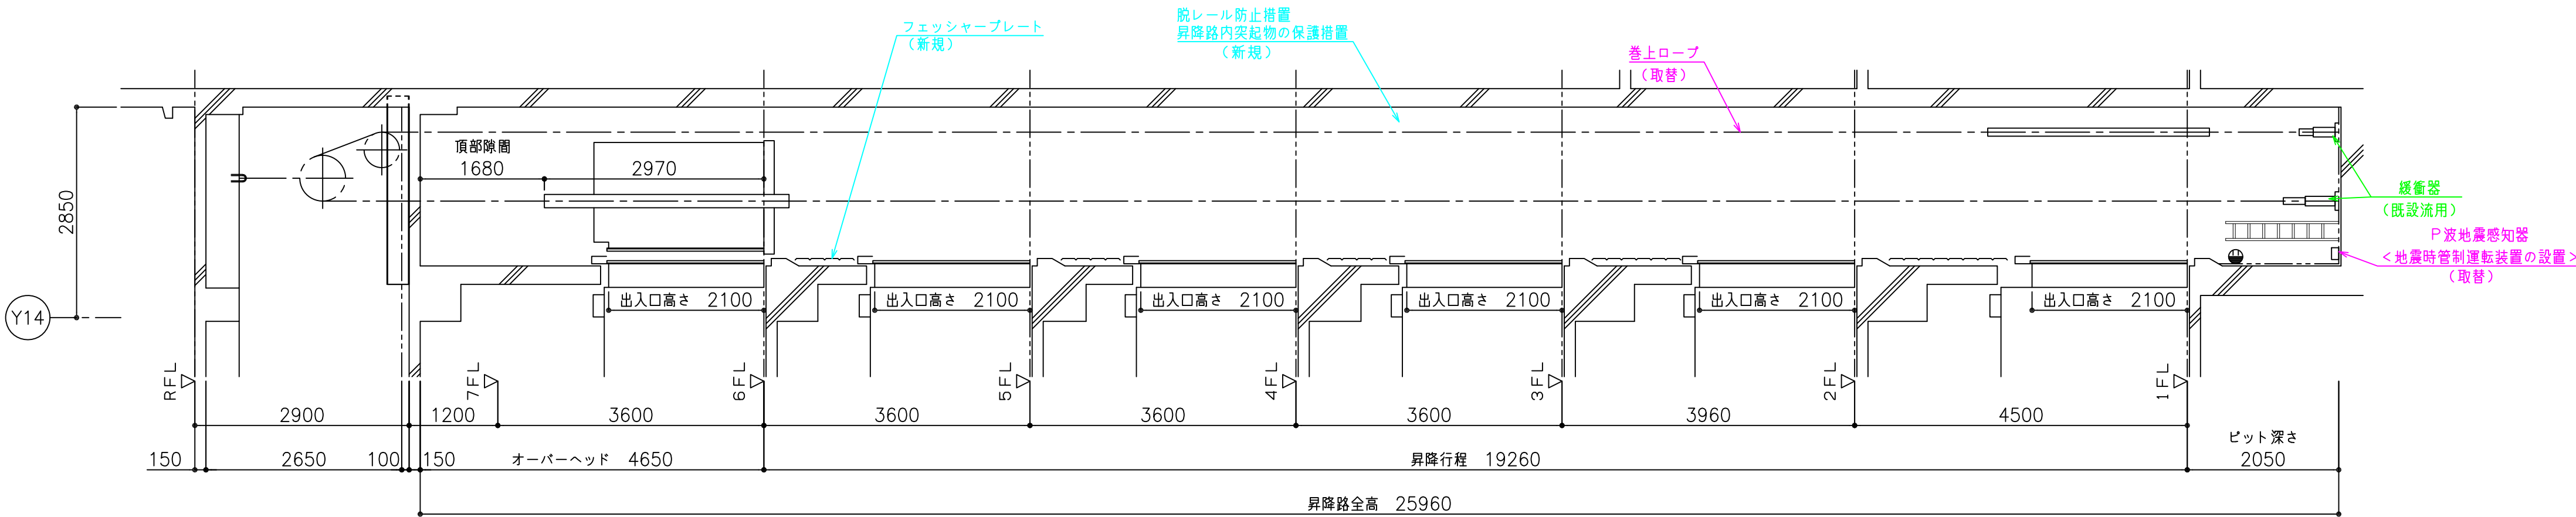 フェッシャープレート
（新規）
脱レール防止措置
昇降路内突起物の保護措置
（新規）
巻上ロープ
（取替）
頂部隙間
1680
2970
2850
Y14
緩衝器
（既設流用）
P波地震感知器
＜地震時管制運転装置の設置＞
（取替）
出入口高さ 2100
出入口高さ 2100
出入口高さ 2100
出入口高さ 2100
出入口高さ 2100
出入口高さ 2100
RFL
7FL
6FL
5FL
4FL
3FL
2FL
1FL
2900
1200
3600
3600
3600
3600
3960
4500
150
2650
100
150
オーバーヘッド 4650
昇降行程 19260
ピット深さ
2050
昇降路全高 25960